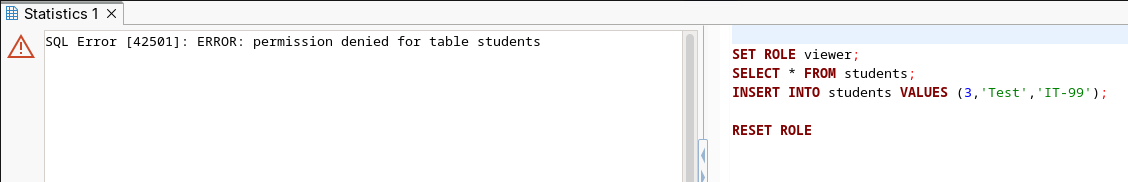 Statistics 1
SQL Error [42501]: ERROR: permission denied for table students
SET ROLE viewer;
SELECT * FROM students;
INSERT INTO students VALUES (3,'Test','IT-99');
RESET ROLE